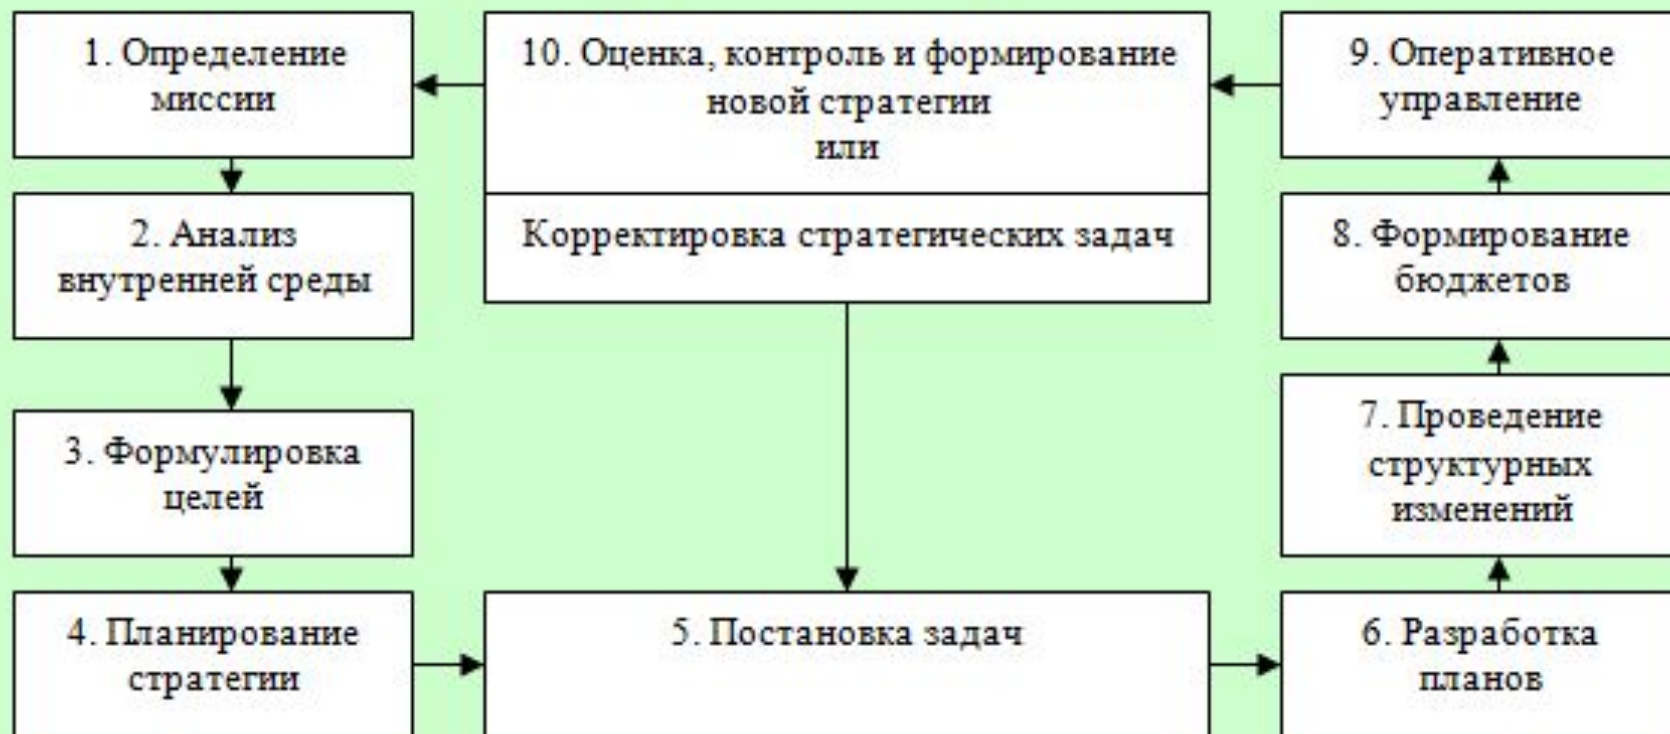 1. Определение
миссии
10. Оценка, контроль и формирование
новой стратегии
или
Корректировка стратегических задач
9. Оперативное
управление
2. Анализ
внутренней среды
8. Формирование
бюджетов
3. Формулировка
целей
7. Проведение
структурных
изменений
4. Планирование
стратегии
5. Постановка задач
6. Разработка
планов